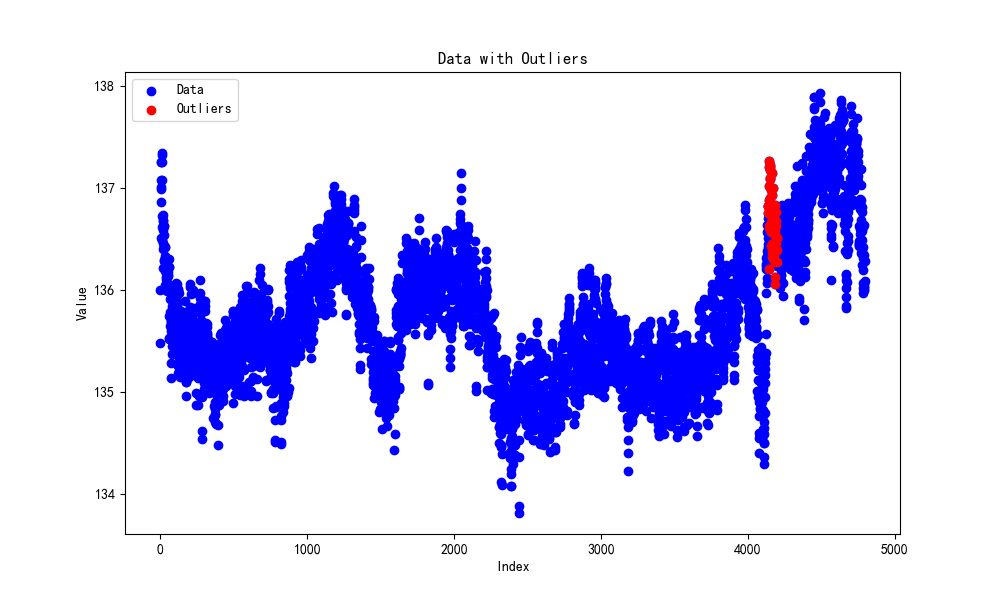 Data with Outliers
Data
Outliers
138
137
136
135
134
Value
0
1000
2000
3000
4000
5000
Index